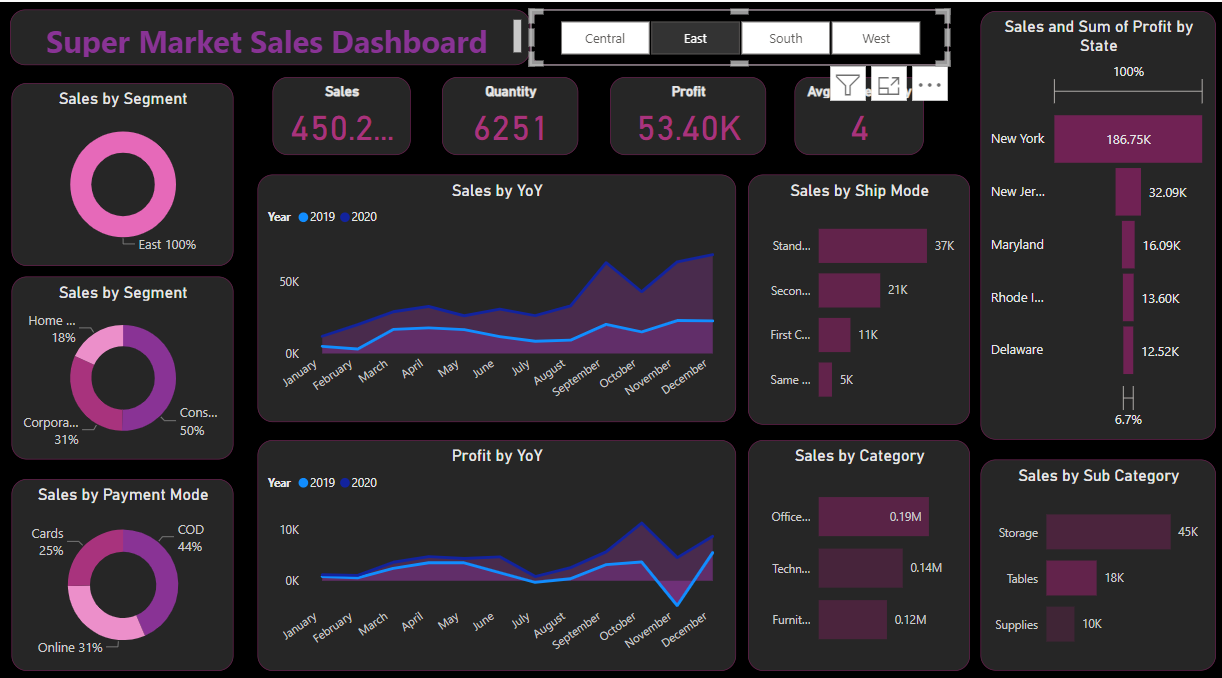 Super Market Sales Dashboard
Central
East
South
West
Sales by Segment
East 100%
Sales by Segment
Home ...
18%
Corpora...
31%
Cons...
50%
Sales by Payment Mode
Cards
25%
COD
44%
Online 31%
Sales
450.2...
Quantity
6251
Profit
53.40K
4
Sales by YoY
Year 2019 2020
50K
0K
January
February
March
April
May
June
July
August
September
October
November
December
Profit by YoY
Year 2019 2020
10K
0K
January
February
March
April
May
June
July
August
September
October
November
December
Sales by Ship Mode
Stand... 37K
Secon... 21K
First C... 11K
Same ... 5K
Sales by Category
Office... 0.19M
Techn... 0.14M
Furnit... 0.12M
Sales and Sum of Profit by
State
100%
New York 186.75K
New Jer... 32.09K
Maryland 16.09K
Rhode I... 13.60K
Delaware 12.52K
6.7%
Sales by Sub Category
Storage 45K
Tables 18K
Supplies 10K